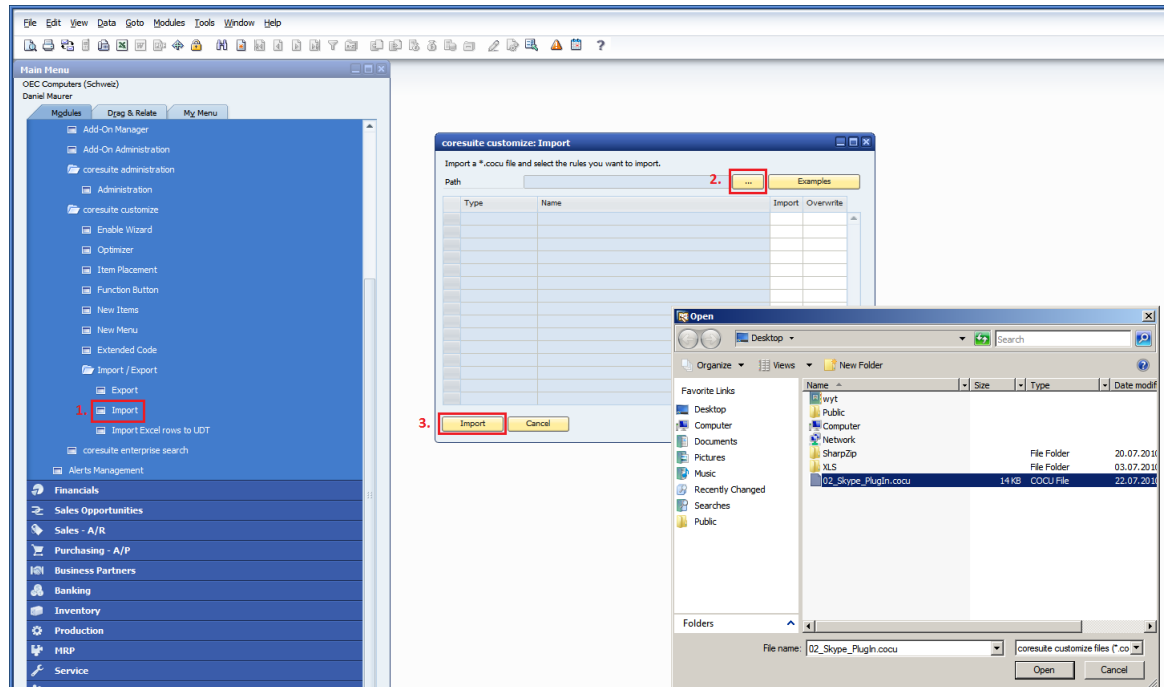 File Edit View Data Goto Modules Tools Window Help
Main Menu
OEC Computers (Schweiz)
Daniel Maurer
Modules Drag & Relate My Menu
Add-On Manager
Add-On Administration
coresuite administration
Administration
coresuite customize
Enable Wizard
Optimizer
Item Placement
Function Button
New Items
New Menu
Extended Code
Import / Export
Export
1. Import
Import Excel rows to UDT
coresuite enterprise search
Alerts Management
Financials
Sales Opportunities
Sales - A/R
Purchasing - A/P
Business Partners
Banking
Inventory
Production
MRP
Service
coresuite customize: Import
Import a *.cocu file and select the rules you want to import.
Path 2. ... Examples
Type Name Import Overwrite
3. Import Cancel
Open
Desktop Search
Organize Views New Folder
Favorite Links
Desktop
Computer
Documents
Pictures
Music
Recently Changed
Searches
Public
Folders
Name Size Type Date modif
wyt
Public
Computer
Network
SharpZip File Folder 20.07.2010
XLS File Folder 03.07.2010
02_Skype_PlugIn.cocu 14 KB COCU File 22.07.2010
File name: 02_Skype_PlugIn.cocu coresuite customize files (*.co
Open Cancel